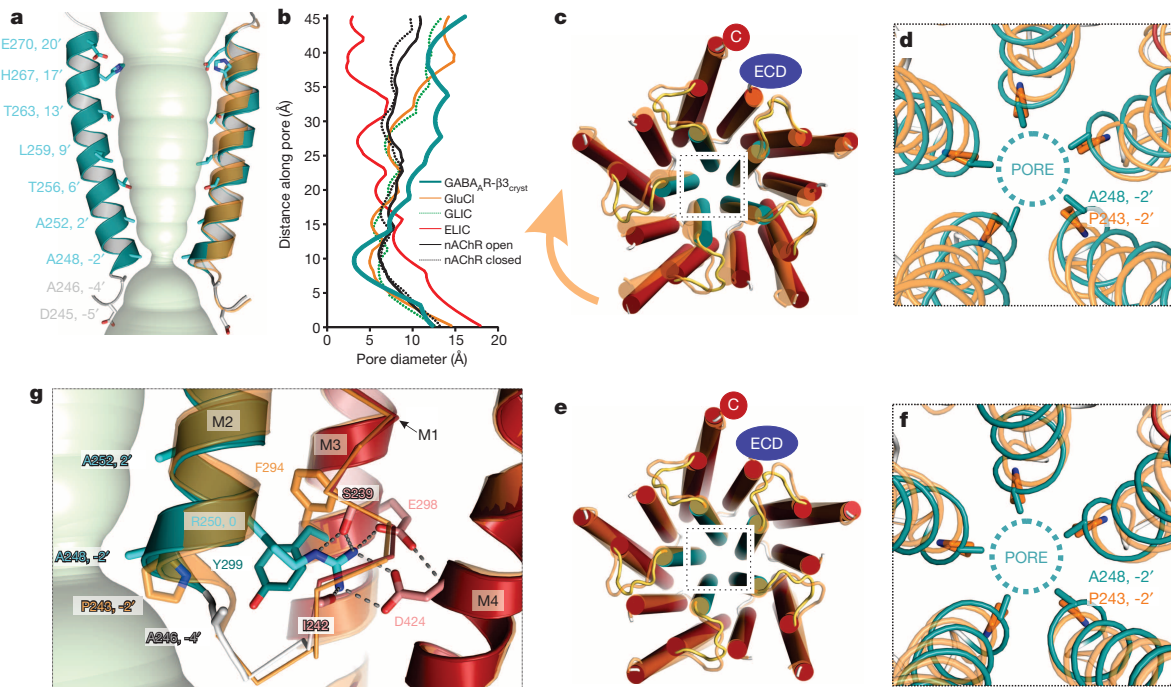 a
E270, 20′
H267, 17′
T263, 13′
L259, 9′
T256, 6′
A252, 2′
A248, -2′
A246, -4′
D245, -5′
b
Distance along pore (Å)
45
40
35
30
25
20
15
10
5
0
0 5 10 15 20
Pore diameter (Å)
GABA_AR-β3_cryst
GluCl
GLIC
ELIC
nAChR open
nAChR closed
c
C
ECD
d
PORE
A248, -2′
P243, -2′
g
M2
M3
M1
A252, 2′
F294
S239
E298
R250, 0
A248, -2′
Y299
M4
P243, -2′
A246, -4′
I242
D424
e
C
ECD
f
PORE
A248, -2′
P243, -2′